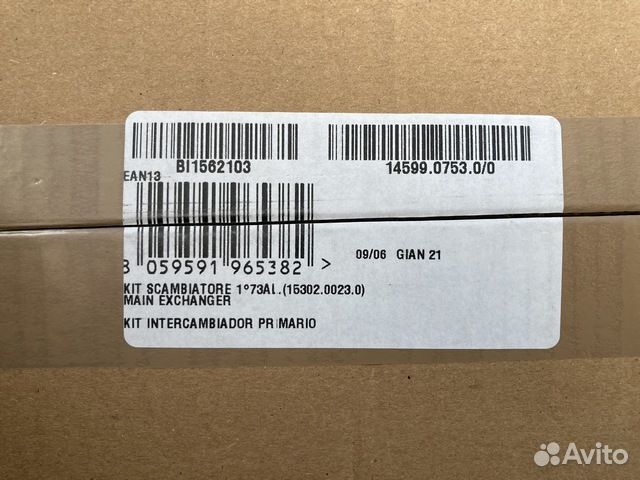 BI1562103 14599.0753.0/0
EAN13
8 059591 965382 >
09/06 GIAN 21
KIT SCAMBIATORE 1°73AL.(15302.0023.0)
MAIN EXCHANGER
KIT INTERCAMBIADOR PRIMARIO
Avito